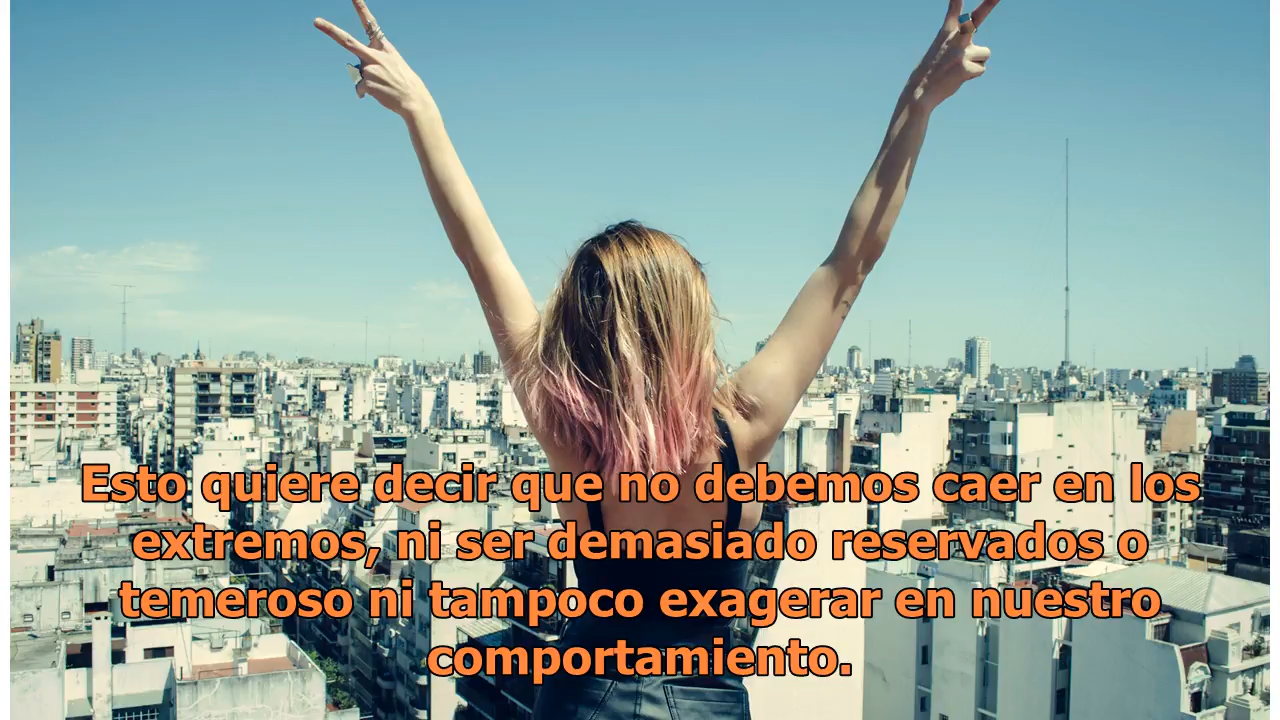 Esto quiere decir que no debemos caer en los
extremos, ni ser demasiado reservados o
temeroso ni tampoco exagerar en nuestro
comportamiento.